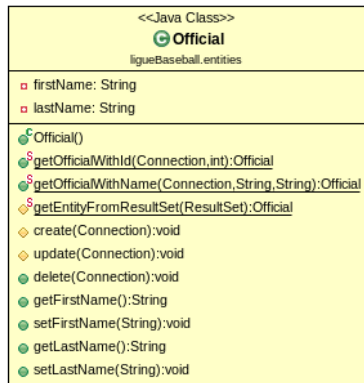 <<Java Class>>
Official
ligueBaseball.entities
firstName: String
lastName: String
Official()
getOfficialWithId(Connection,int):Official
getOfficialWithName(Connection,String,String):Official
getEntityFromResultSet(ResultSet):Official
create(Connection):void
update(Connection):void
delete(Connection):void
getFirstName():String
setFirstName(String):void
getLastName():String
setLastName(String):void